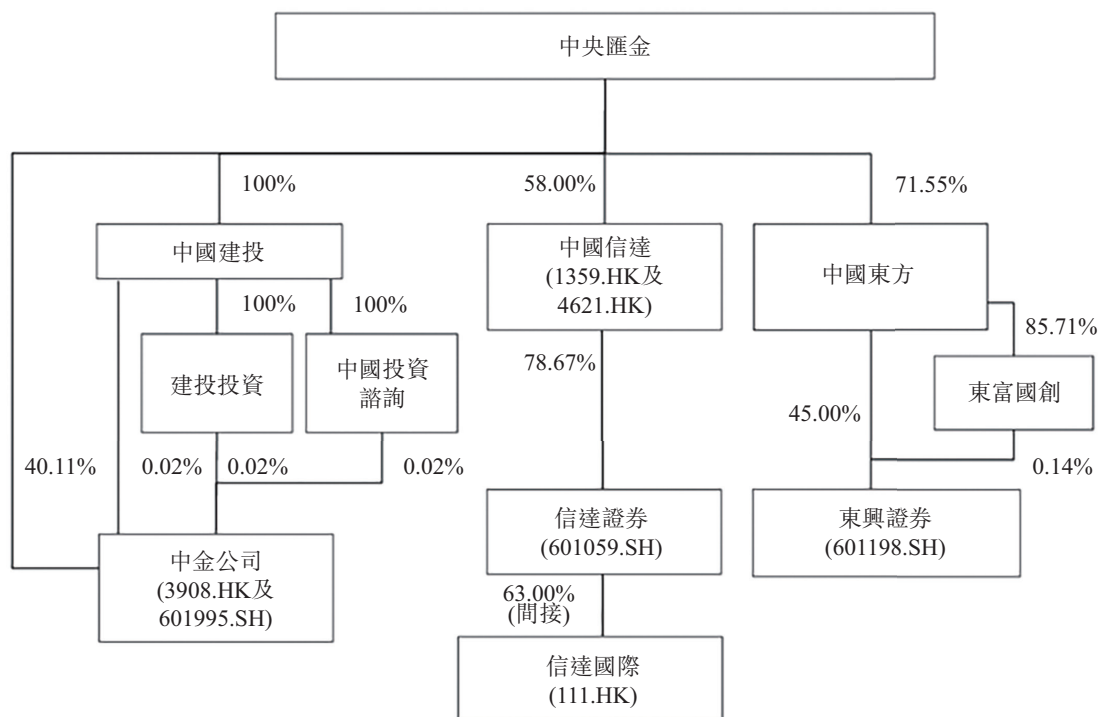 中央匯金
100%
58.00%
71.55%
中國建投
中國信達
(1359.HK及
4621.HK)
中國東方
100%
100%
85.71%
建投投資
中國投資
諮詢
78.67%
45.00%
東富國創
40.11%
0.02%
0.02%
0.02%
0.14%
中金公司
(3908.HK及
601995.SH)
信達證券
(601059.SH)
東興證券
(601198.SH)
63.00%
(間接)
信達國際
(111.HK)